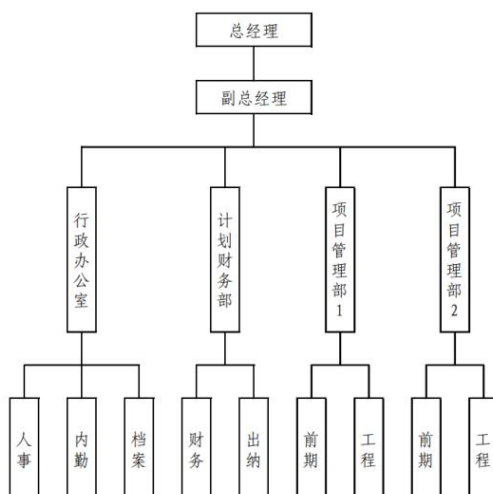 总经理
副总经理
行政办公室
计划财务部
项目管理部1
项目管理部2
人事
内勤
档案
财务
出纳
前期
工程
前期
工程